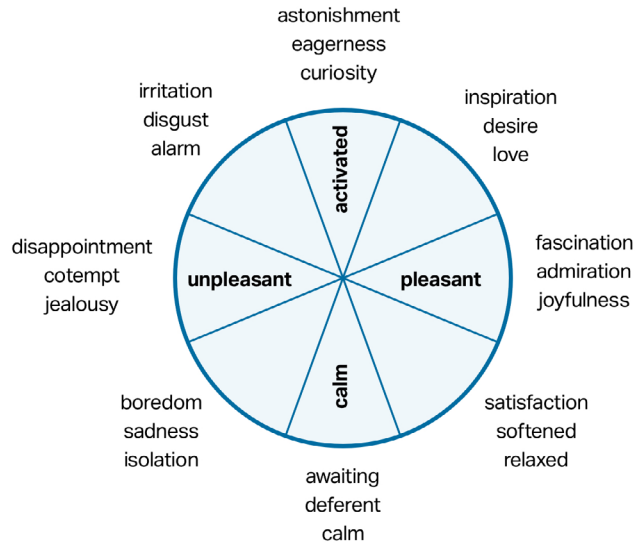 astonishment
eagerness
curiosity
irritation
disgust
alarm
inspiration
desire
love
activated
disappointment
cotempt
jealousy
unpleasant
pleasant
fascination
admiration
joyfulness
calm
boredom
sadness
isolation
satisfaction
softened
relaxed
awaiting
deferent
calm